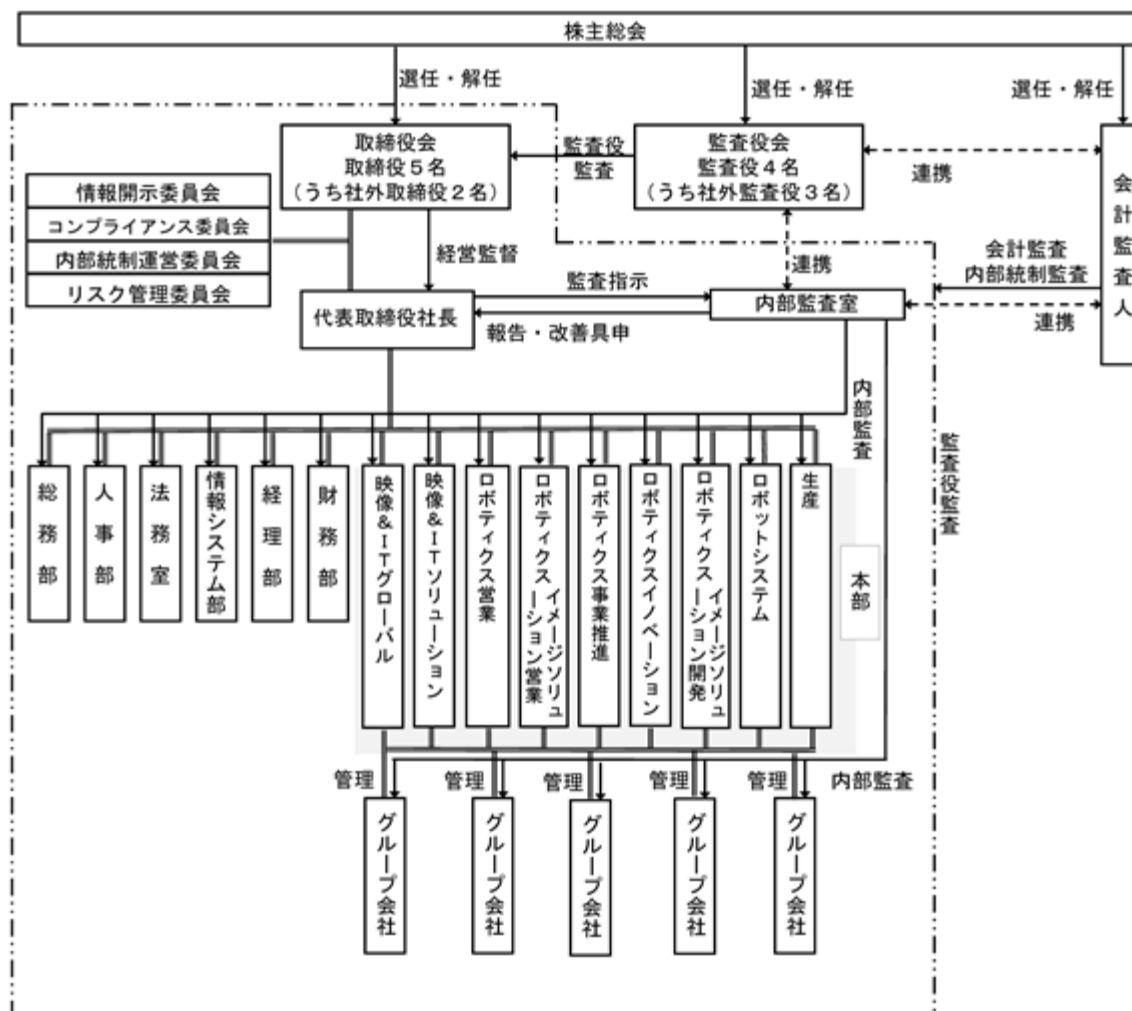 株主総会
選任・解任
選任・解任
選任・解任
取締役会
取締役5名
（うち社外取締役2名）
監査役
監査
監査役会
監査役4名
（うち社外監査役3名）
連携
会計監査人
情報開示委員会
コンプライアンス委員会
内部統制運営委員会
リスク管理委員会
経営監督
連携
会計監査
内部統制監査
監査指示
代表取締役社長
内部監査室
連携
報告・改善具申
内部監査
監査役監査
総務部
人事部
法務室
情報システム部
経理部
財務部
映像&ITグローバル
映像&ITソリューション
ロボティクス営業
ロボティクス イメージソリュ
ーション営業
ロボティクス事業推進
ロボティクスイノベーション
ロボティクス イメージソリュ
ーション開発
ロボットシステム
生産
本部
管理
管理
管理
管理
管理
内部監査
グループ会社
グループ会社
グループ会社
グループ会社
グループ会社